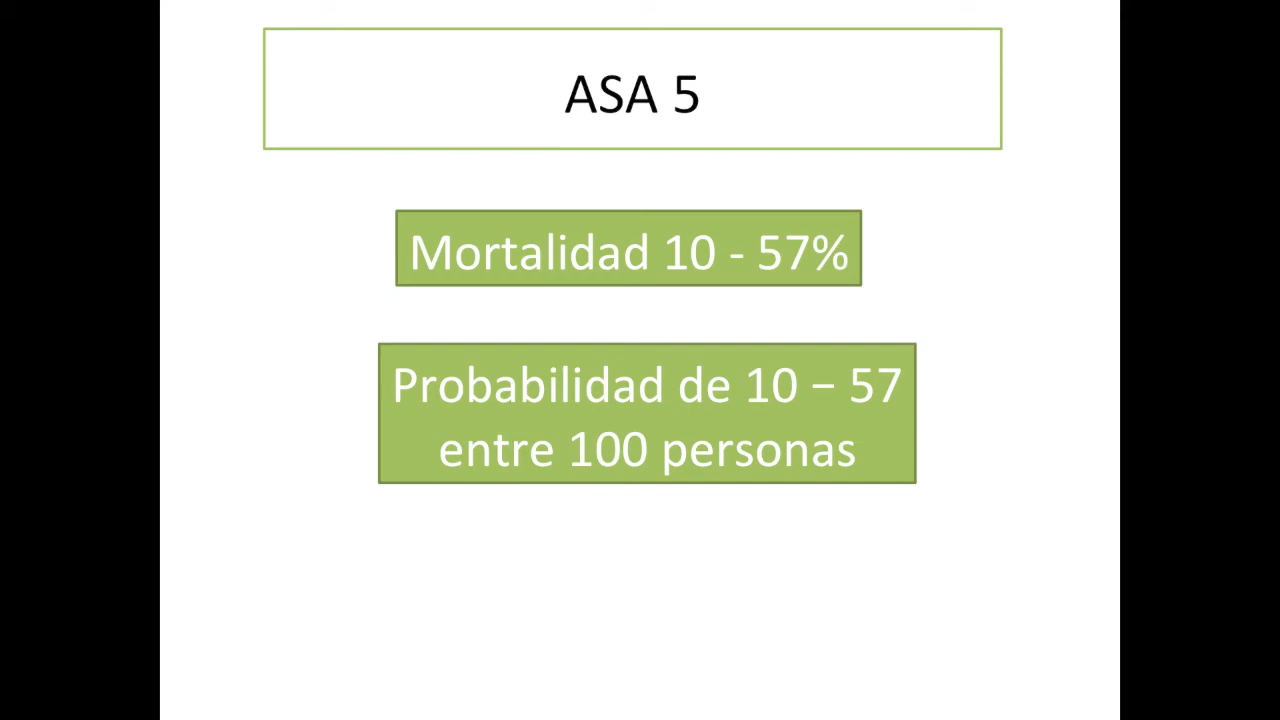 ASA 5
Mortalidad 10 - 57%
Probabilidad de 10 – 57
entre 100 personas